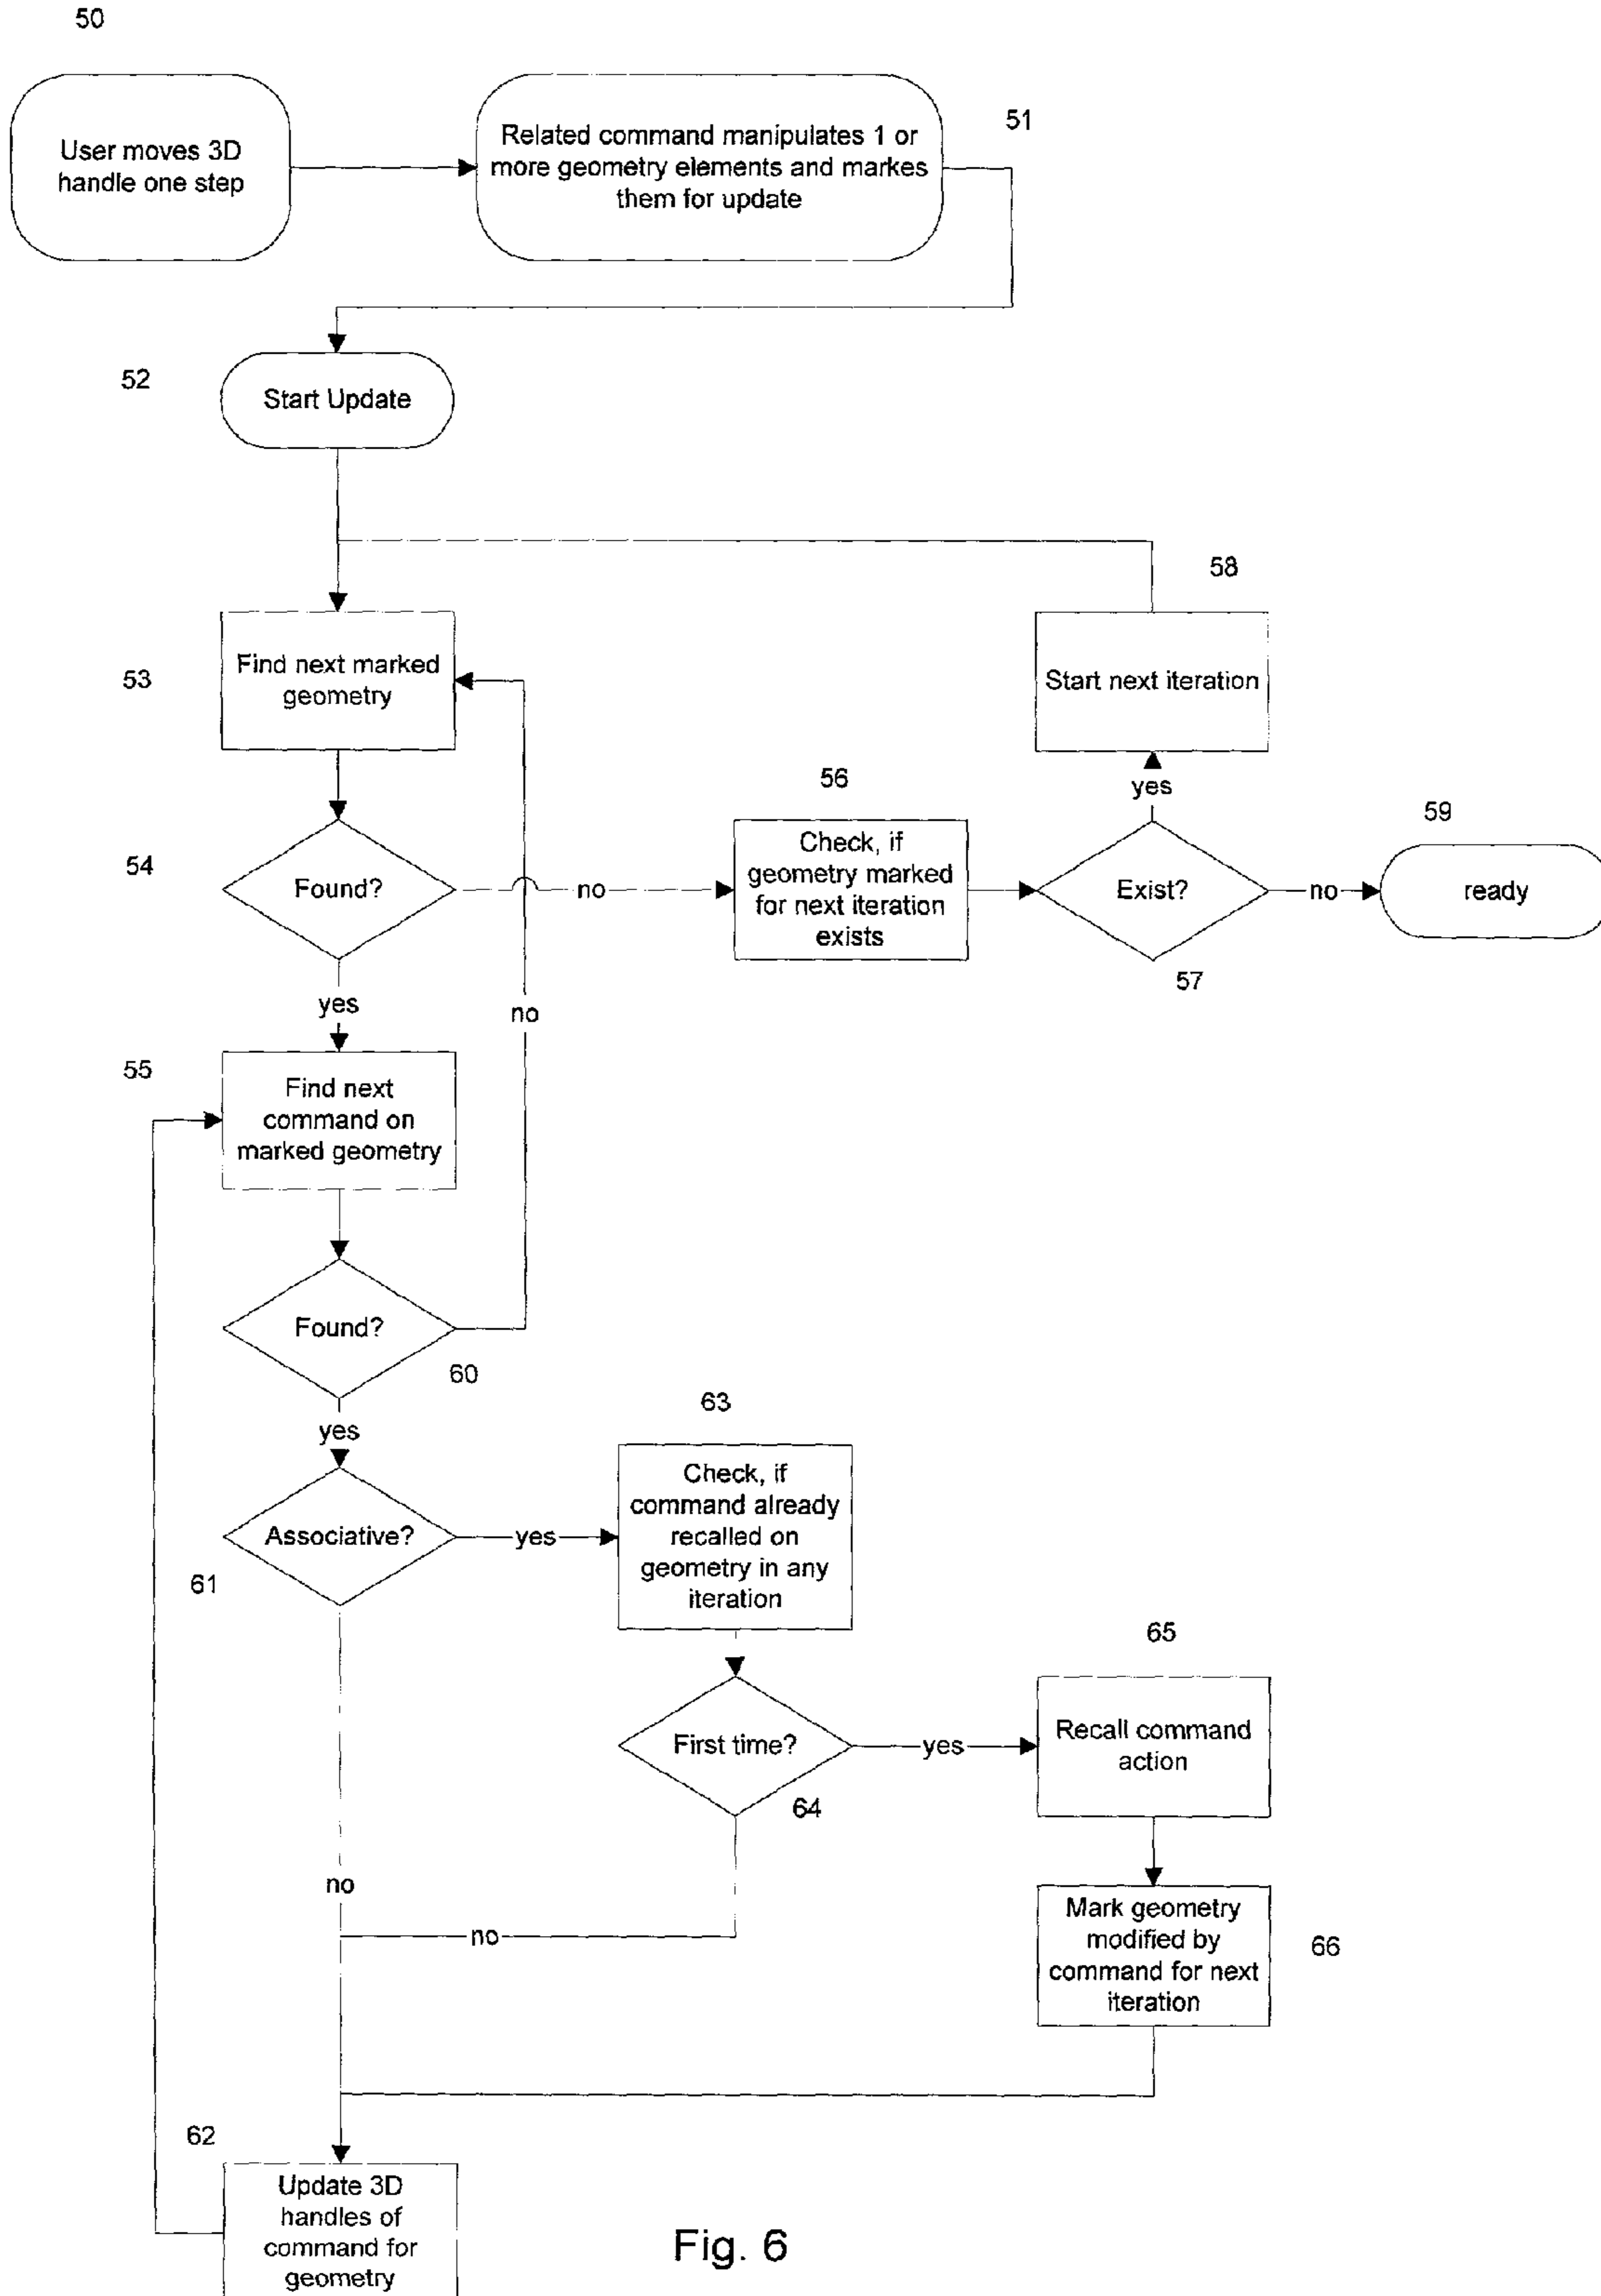 50
User moves 3D
handle one step
Related command manipulates 1 or
more geometry elements and markes
them for update
51
52
Start Update
58
53
Find next marked
geometry
Start next iteration
56
yes
59
54
Found?
no
Check, if
geometry marked
for next iteration
exists
Exist?
no
ready
57
yes
no
55
Find next
command on
marked geometry
Found?
60
yes
63
Associative?
yes
Check, if
command already
recalled on
geometry in any
iteration
61
65
First time?
yes
Recall command
action
64
no
no
Mark geometry
modified by
command for next
iteration
66
62
Update 3D
handles of
command for
geometry
Fig. 6